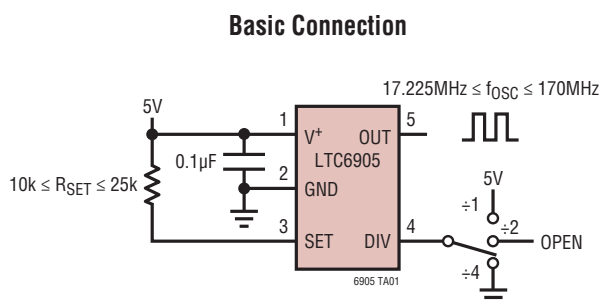 Basic Connection
17.225MHz ≤ fOSC ≤ 170MHz
5V
1
V+
OUT
5
0.1µF
LTC6905
2
GND
10k ≤ RSET ≤ 25k
5V
÷1
÷2
3
SET
DIV
4
OPEN
÷4
6905 TA01